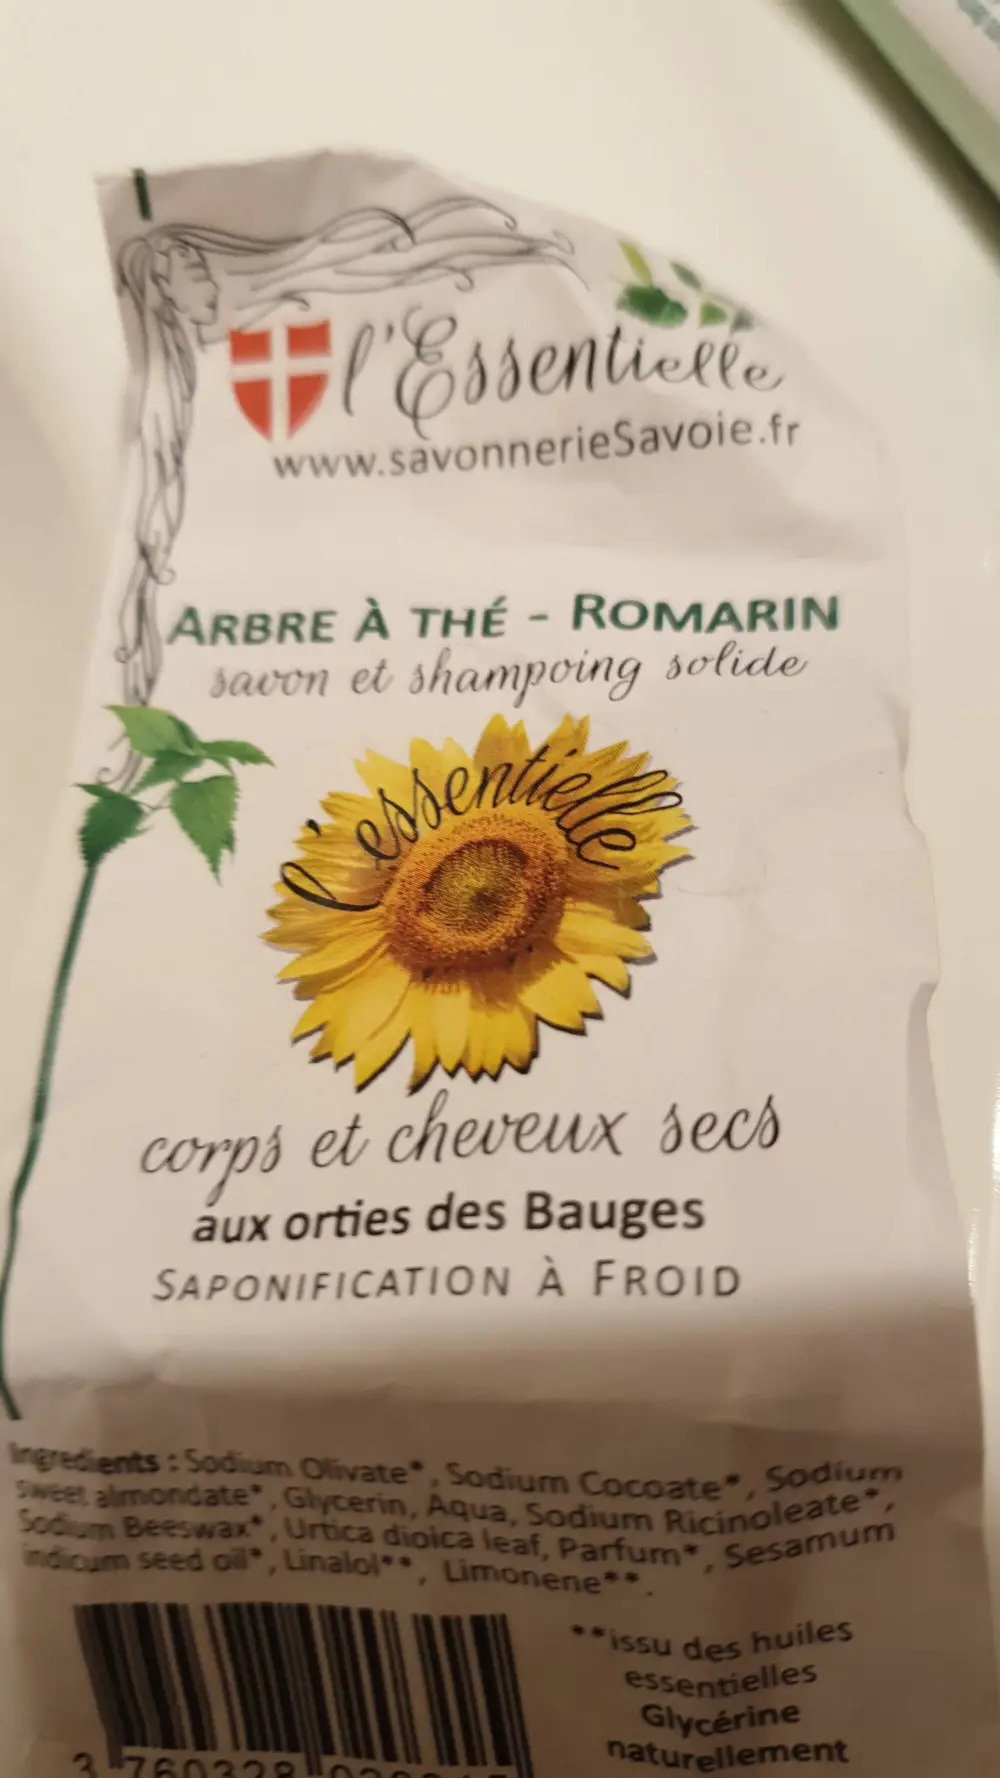 l'Essentielle
www.savonnerieSavoie.fr
ARBRE À THÉ - ROMARIN
savon et shampoing solide
l'essentielle
corps et cheveux secs
aux orties des Bauges
SAPONIFICATION À FROID
Ingredients : Sodium Olivate*, Sodium Cocoate*, Sodium
sweet almondate*, Glycerin, Aqua, Sodium Ricinoleate*,
Sodium Beeswax*, Urtica dioica leaf, Parfum*, Sesamum
indicum seed oil*, Linalol**, Limonene**.
**issu des huiles
essentielles
Glycérine
naturellement
3 760328